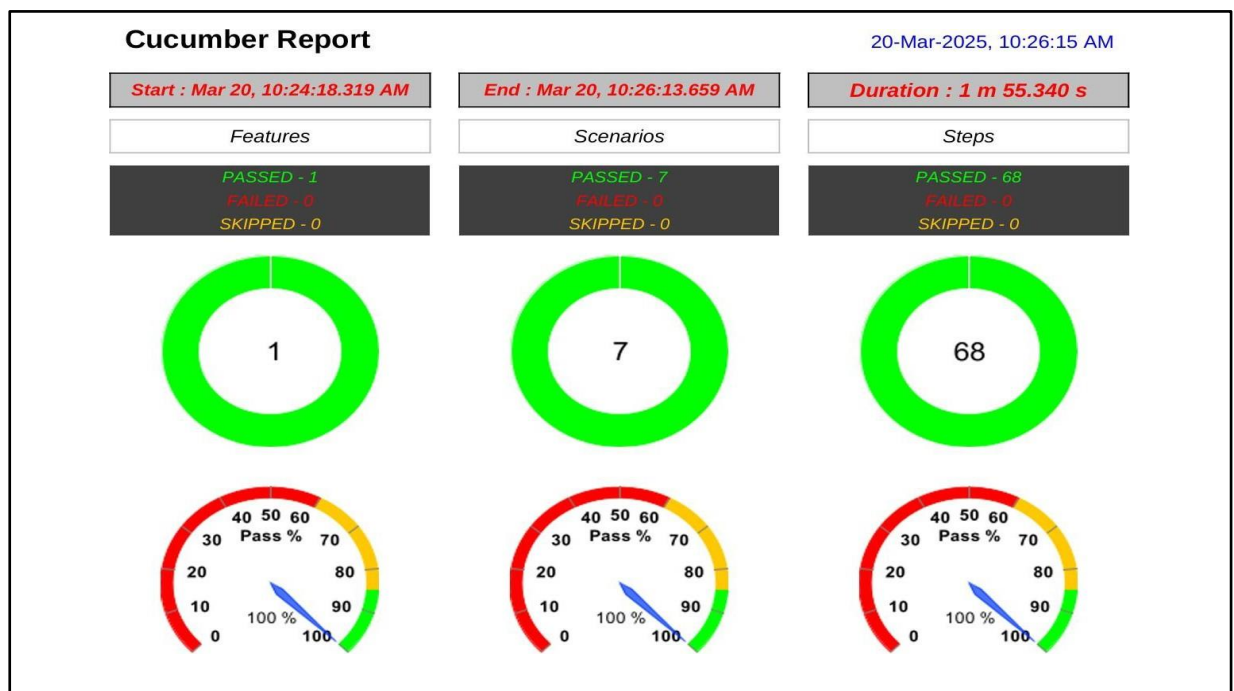 Cucumber Report
20-Mar-2025, 10:26:15 AM
Start : Mar 20, 10:24:18.319 AM
End : Mar 20, 10:26:13.659 AM
Duration : 1 m 55.340 s
Features
Scenarios
Steps
PASSED - 1
FAILED - 0
SKIPPED - 0
PASSED - 7
FAILED - 0
SKIPPED - 0
PASSED - 68
FAILED - 0
SKIPPED - 0
1
7
68
0
10
20
30
40
50
60
70
80
90
100
Pass %
100 %
0
10
20
30
40
50
60
70
80
90
100
Pass %
100 %
0
10
20
30
40
50
60
70
80
90
100
Pass %
100 %